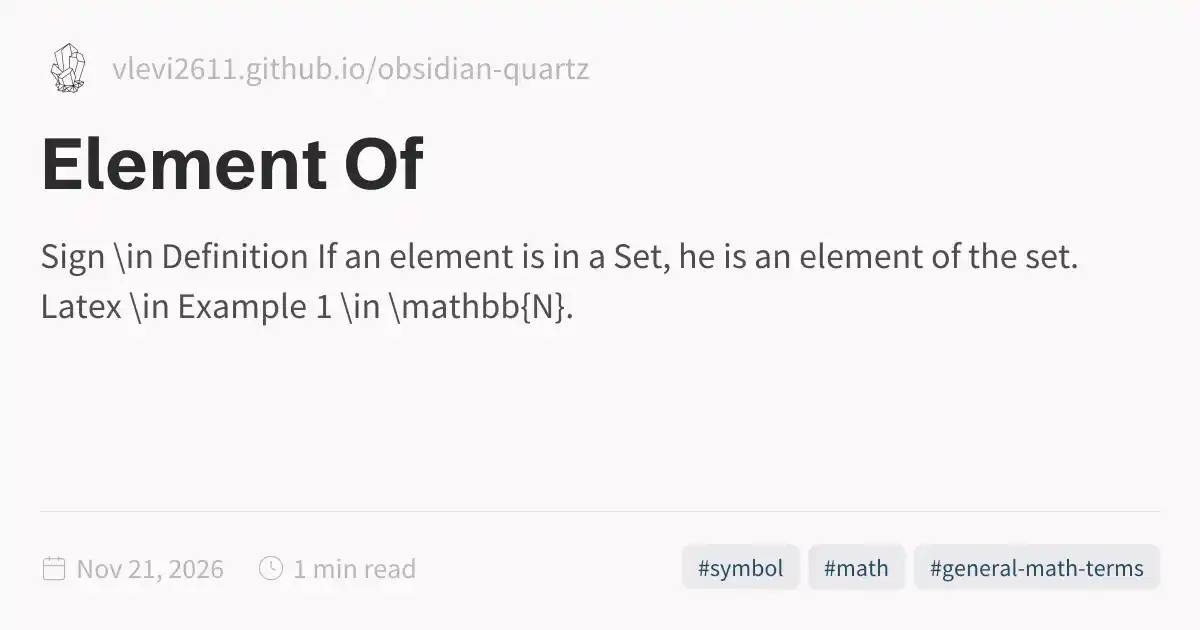 vlevi2611.github.io/obsidian-quartz
Element Of
Sign \in Definition If an element is in a Set, he is an element of the set.
Latex \in Example 1 \in \mathbb{N}.
Nov 21, 2026 1 min read #symbol #math #general-math-terms